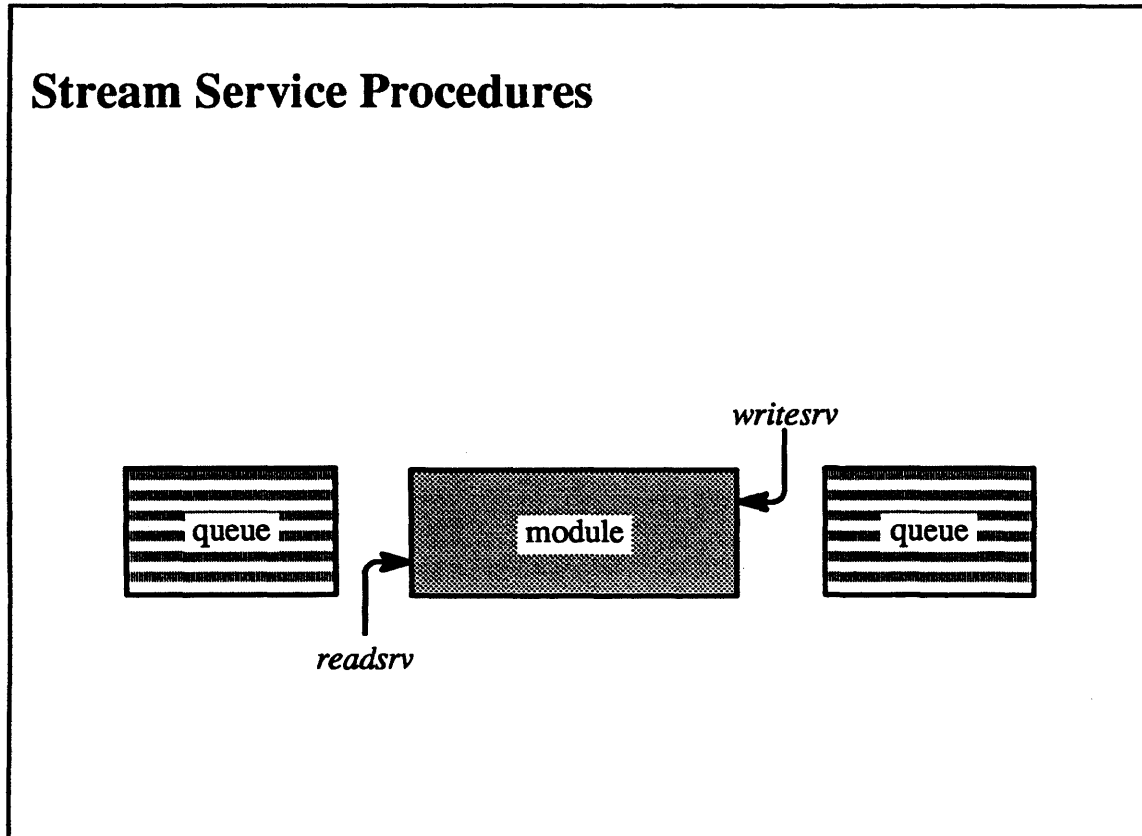 Stream Service Procedures
writesrv
queue
module
queue
readsrv